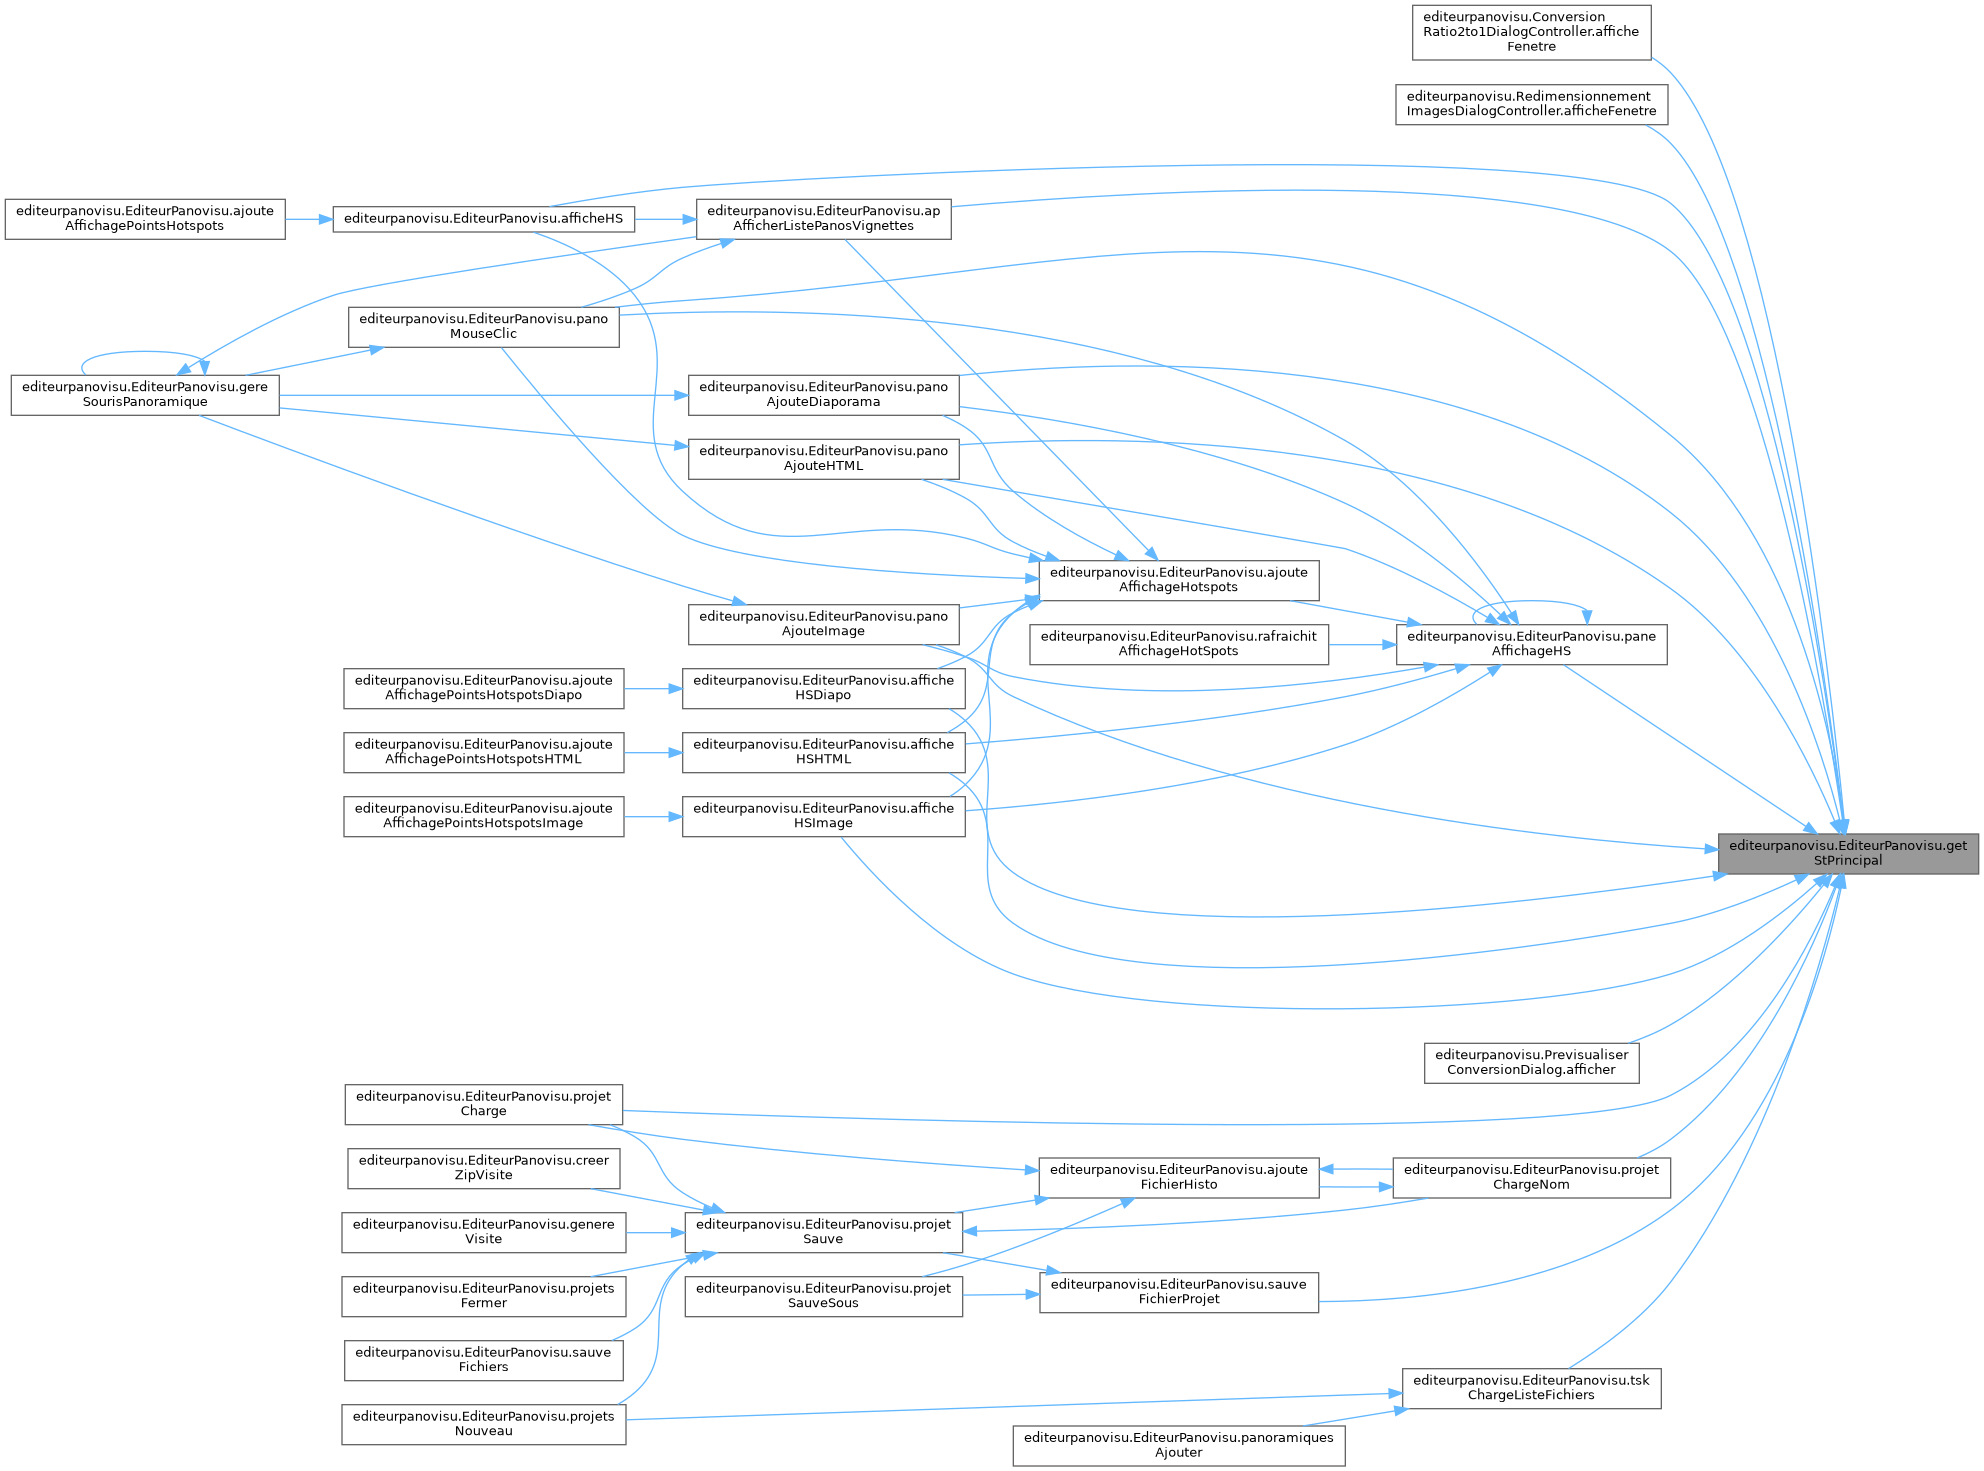 editeurpanovisu.Conversion
Ratio2to1DialogController.affiche
Fenetre
editeurpanovisu.Redimensionnement
ImagesDialogController.afficheFenetre
editeurpanovisu.EditeurPanovisu.ajoute
AffichagePointsHotspots
editeurpanovisu.EditeurPanovisu.afficheHS
editeurpanovisu.EditeurPanovisu.ap
AfficherListePanosVignettes
editeurpanovisu.EditeurPanovisu.pano
MouseClic
editeurpanovisu.EditeurPanovisu.gere
SourisPanoramique
editeurpanovisu.EditeurPanovisu.pano
AjouteDiaporama
editeurpanovisu.EditeurPanovisu.pano
AjouteHTML
editeurpanovisu.EditeurPanovisu.ajoute
AffichageHotspots
editeurpanovisu.EditeurPanovisu.pano
AjouteImage
editeurpanovisu.EditeurPanovisu.rafraichit
AffichageHotSpots
editeurpanovisu.EditeurPanovisu.pane
AffichageHS
editeurpanovisu.EditeurPanovisu.ajoute
AffichagePointsHotspotsDiapo
editeurpanovisu.EditeurPanovisu.affiche
HSDiapo
editeurpanovisu.EditeurPanovisu.ajoute
AffichagePointsHotspotsHTML
editeurpanovisu.EditeurPanovisu.affiche
HSHTML
editeurpanovisu.EditeurPanovisu.ajoute
AffichagePointsHotspotsImage
editeurpanovisu.EditeurPanovisu.affiche
HSImage
editeurpanovisu.EditeurPanovisu.get
StPrincipal
editeurpanovisu.Previsualiser
ConversionDialog.afficher
editeurpanovisu.EditeurPanovisu.projet
Charge
editeurpanovisu.EditeurPanovisu.creer
ZipVisite
editeurpanovisu.EditeurPanovisu.ajoute
FichierHisto
editeurpanovisu.EditeurPanovisu.projet
ChargeNom
editeurpanovisu.EditeurPanovisu.genere
Visite
editeurpanovisu.EditeurPanovisu.projet
Sauve
editeurpanovisu.EditeurPanovisu.projets
Fermer
editeurpanovisu.EditeurPanovisu.projet
SauveSous
editeurpanovisu.EditeurPanovisu.sauve
FichierProjet
editeurpanovisu.EditeurPanovisu.sauve
Fichiers
editeurpanovisu.EditeurPanovisu.tsk
ChargeListeFichiers
editeurpanovisu.EditeurPanovisu.projets
Nouveau
editeurpanovisu.EditeurPanovisu.panoramiques
Ajouter